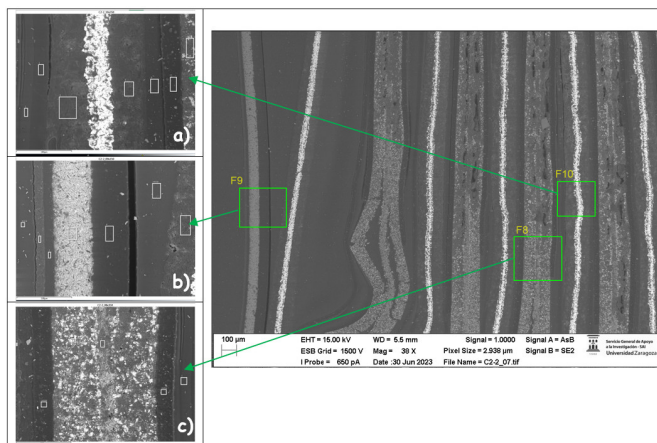 a)
b)
c)
F9
F10
F8
100 µm
EHT = 15.00 kV
WD = 5.5 mm
Signal = 1.0000
Signal A = AsB
ESB Grid = 1500 V
Mag = 38 X
Pixel Size = 2.938 µm
Signal B = SE2
I Probe = 650 pA
Date :30 Jun 2023
File Name = C2-2_07.tif
Servicio General de Apoyo
a la Investigación - SAI
Universidad Zaragoza